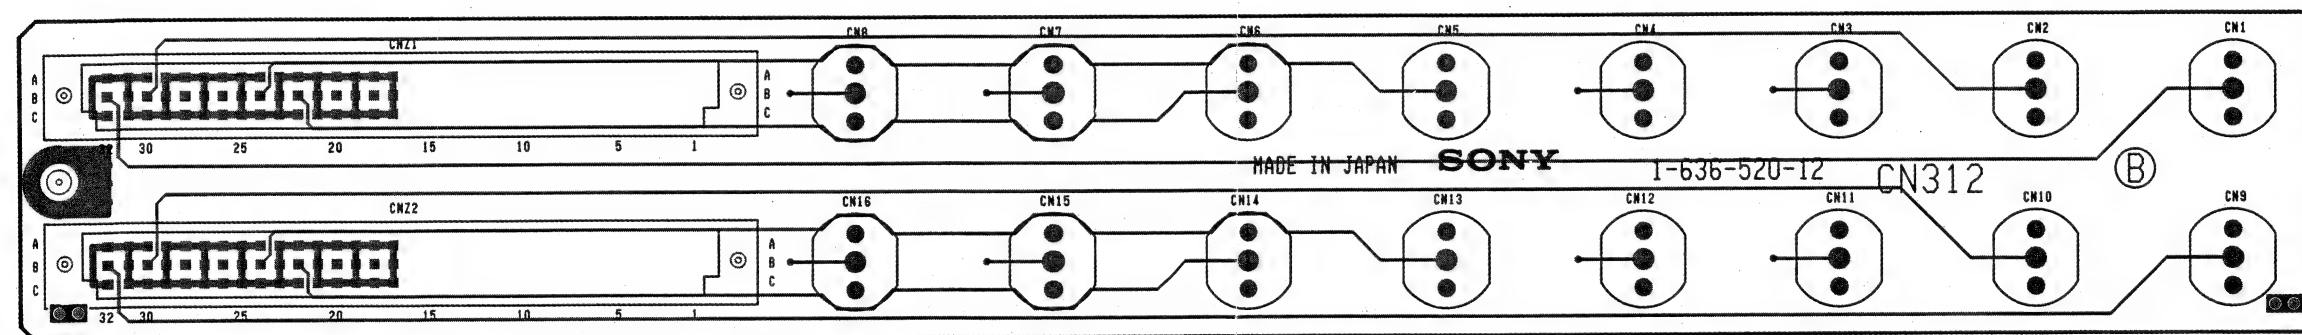 CNZ1 CN8 CN7 CN6 CN5 CN4 CN3 CN2 CN1
A A
B B
C C
32 30 25 20 15 10 5 1
MADE IN JAPAN SONY 1-636-520-12 CN312 B
CNZ2 CN16 CN15 CN14 CN13 CN12 CN11 CN10 CN9
A A
B B
C C
32 30 25 20 15 10 5 1